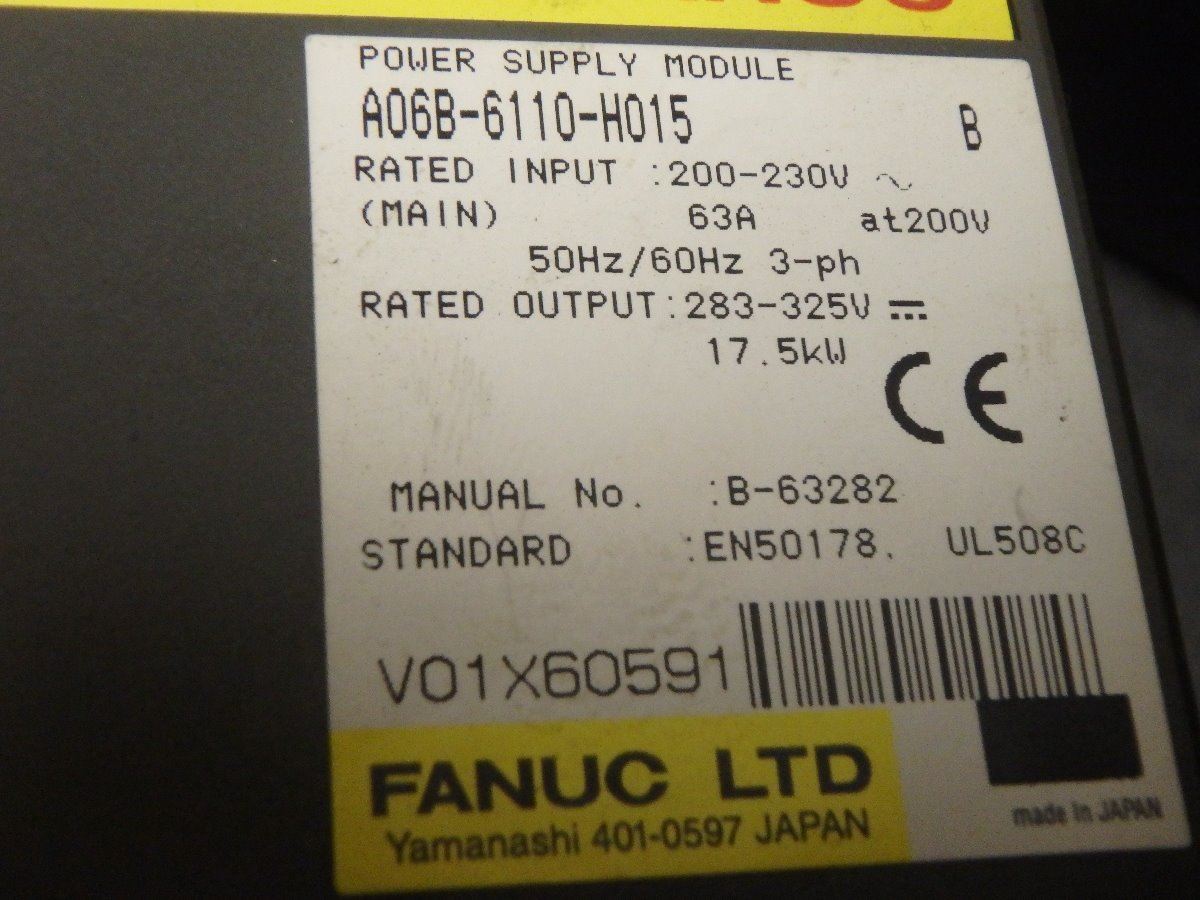 POWER SUPPLY MODULE
A06B-6110-H015 B
RATED INPUT :200-230V ~
(MAIN) 63A at200V
50Hz/60Hz 3-ph
RATED OUTPUT:283-325V ⎓
17.5kW
CE
MANUAL No. :B-63282
STANDARD :EN50178. UL508C
V01X60591
FANUC LTD
Yamanashi 401-0597 JAPAN
made in JAPAN